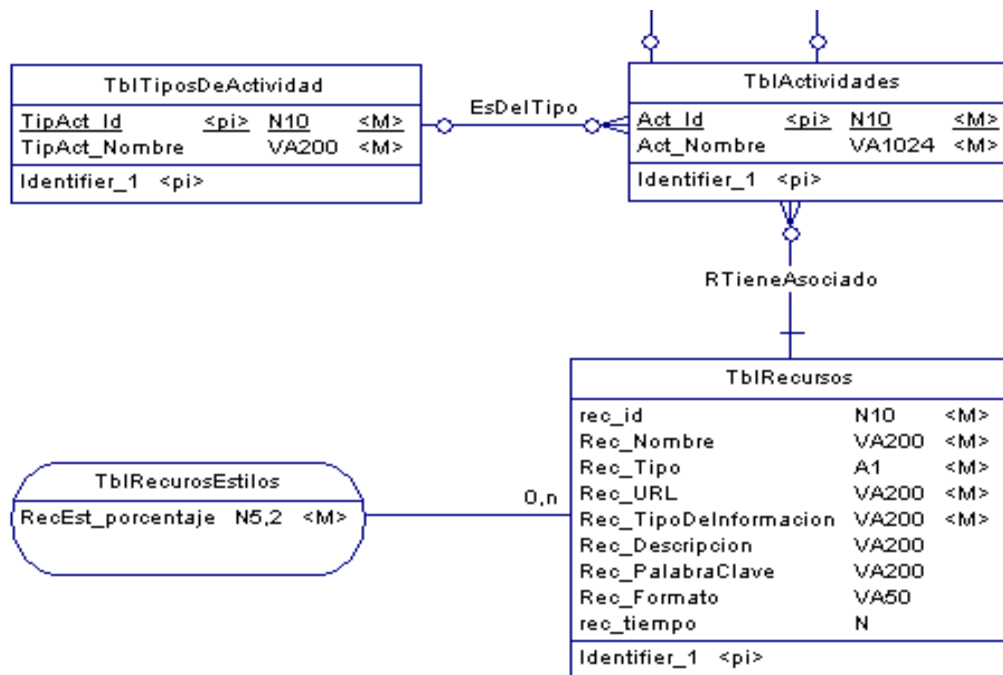 TblTiposDeActividad
TipAct_Id <pi> N10 <M>
TipAct_Nombre VA200 <M>
Identifier_1 <pi>
EsDelTipo
TblActividades
Act_Id <pi> N10 <M>
Act_Nombre VA1024 <M>
Identifier_1 <pi>
RTieneAsociado
TblRecursos
rec_id N10 <M>
Rec_Nombre VA200 <M>
Rec_Tipo A1 <M>
Rec_URL VA200 <M>
Rec_TipoDeInformacion VA200 <M>
Rec_Descripcion VA200
Rec_PalabraClave VA200
Rec_Formato VA50
rec_tiempo N
Identifier_1 <pi>
TblRecurosEstilos
RecEst_porcentaje N5,2 <M>
0,n